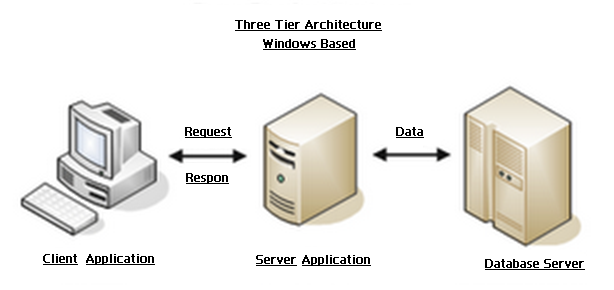 Three Tier Architecture
Windows Based
Request
Data
Respon
Client Application
Server Application
Database Server